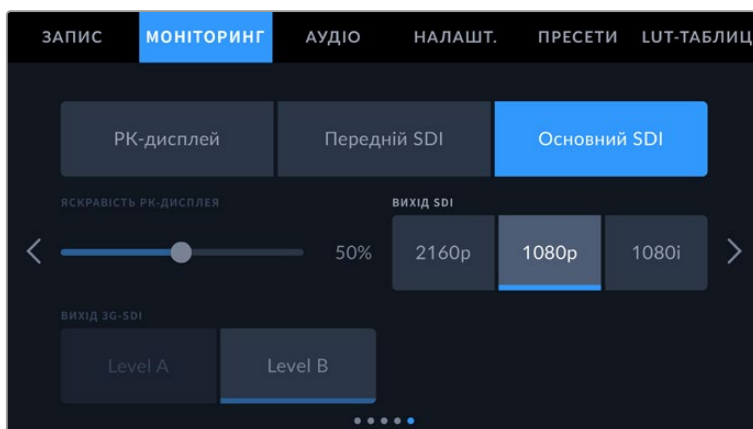 ЗАПИС МОНІТОРИНГ АУДІО НАЛАШТ. ПРЕСЕТИ LUT-ТАБЛИЦ
РК-дисплей Передній SDI Основний SDI
ЯСКРАВІСТЬ РК-ДИСПЛЕЯ ВИХІД SDI
50% 2160p 1080p 1080i
ВИХІД 3G-SDI
Level A Level B